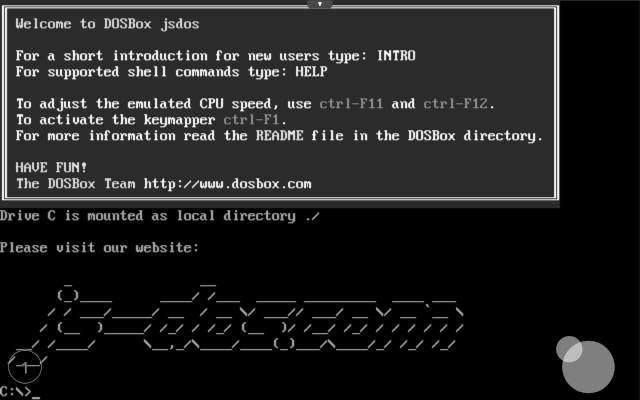 Welcome to DOSBox jsdos
For a short introduction for new users type: INTRO
For supported shell commands type: HELP
To adjust the emulated CPU speed, use ctrl-F11 and ctrl-F12.
To activate the keymapper ctrl-F1.
For more information read the README file in the DOSBox directory.
HAVE FUN!
The DOSBox Team http://www.dosbox.com
Drive C is mounted as local directory ./
Please visit our website:
js-dos.com
C:\>_